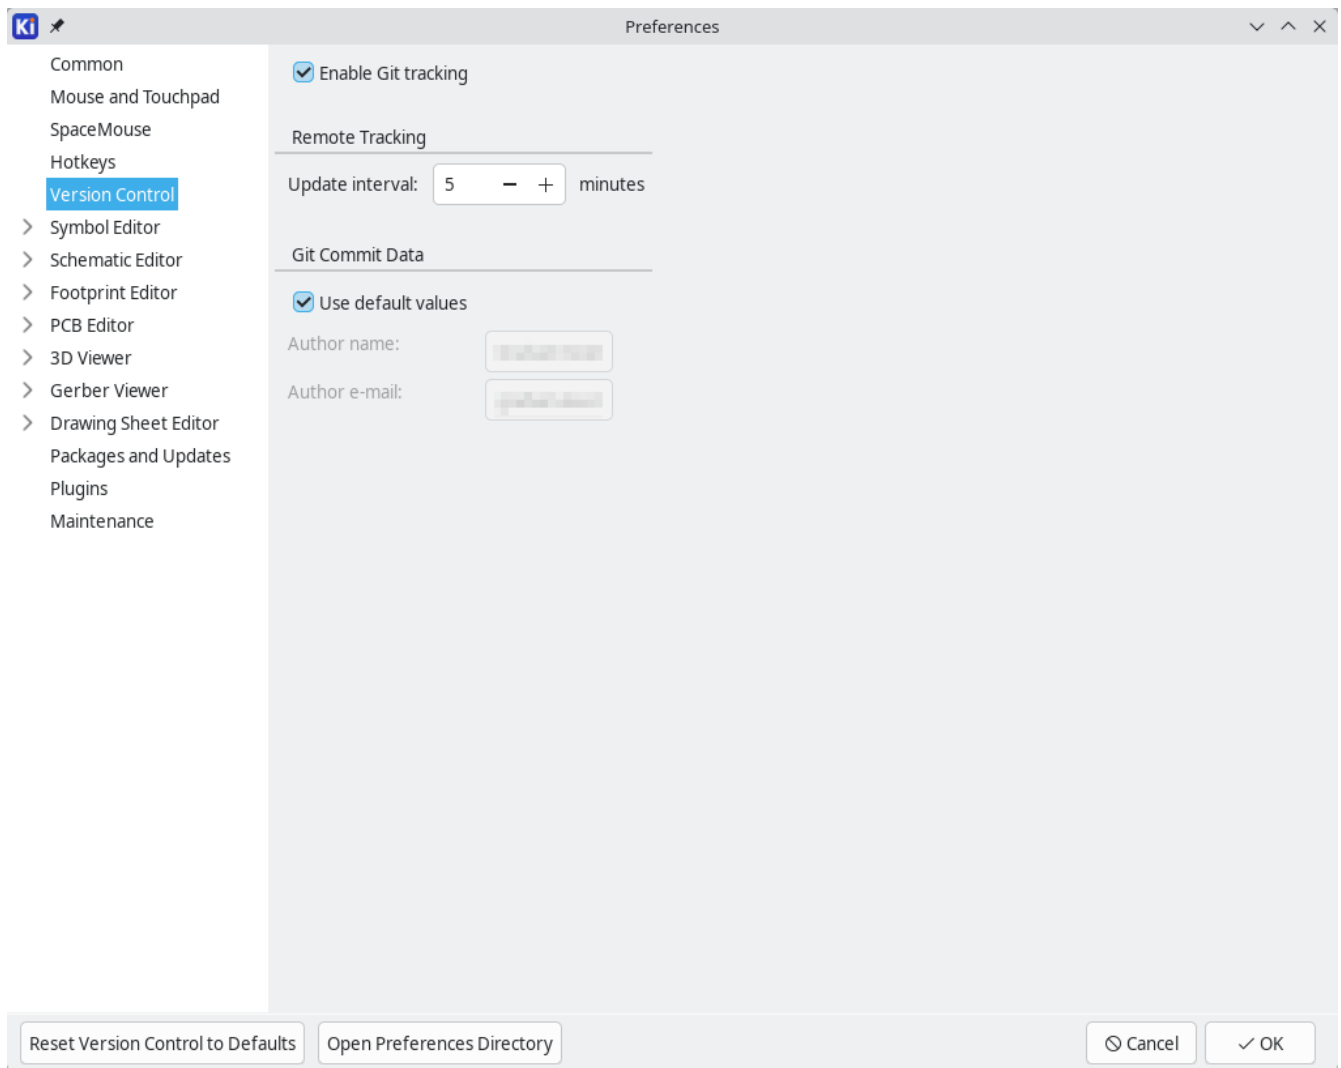 Ki Preferences
Common
Mouse and Touchpad
SpaceMouse
Hotkeys
Version Control
Symbol Editor
Schematic Editor
Footprint Editor
PCB Editor
3D Viewer
Gerber Viewer
Drawing Sheet Editor
Packages and Updates
Plugins
Maintenance
Enable Git tracking
Remote Tracking
Update interval: 5 minutes
Git Commit Data
Use default values
Author name:
Author e-mail:
Reset Version Control to Defaults Open Preferences Directory Cancel OK